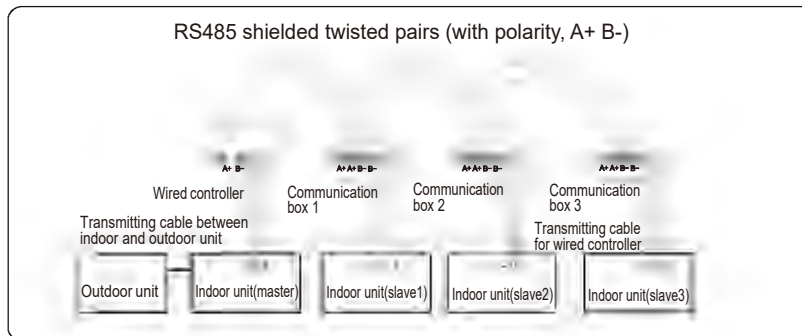 RS485 shielded twisted pairs (with polarity, A+ B-)
A+ B-
A+A+B-B-
A+A+B-B-
A+A+B-B-
Wired controller
Communication
box 1
Communication
box 2
Communication
box 3
Transmitting cable between
indoor and outdoor unit
Transmitting cable
for wired controller
Outdoor unit
Indoor unit(master)
Indoor unit(slave1)
Indoor unit(slave2)
Indoor unit(slave3)